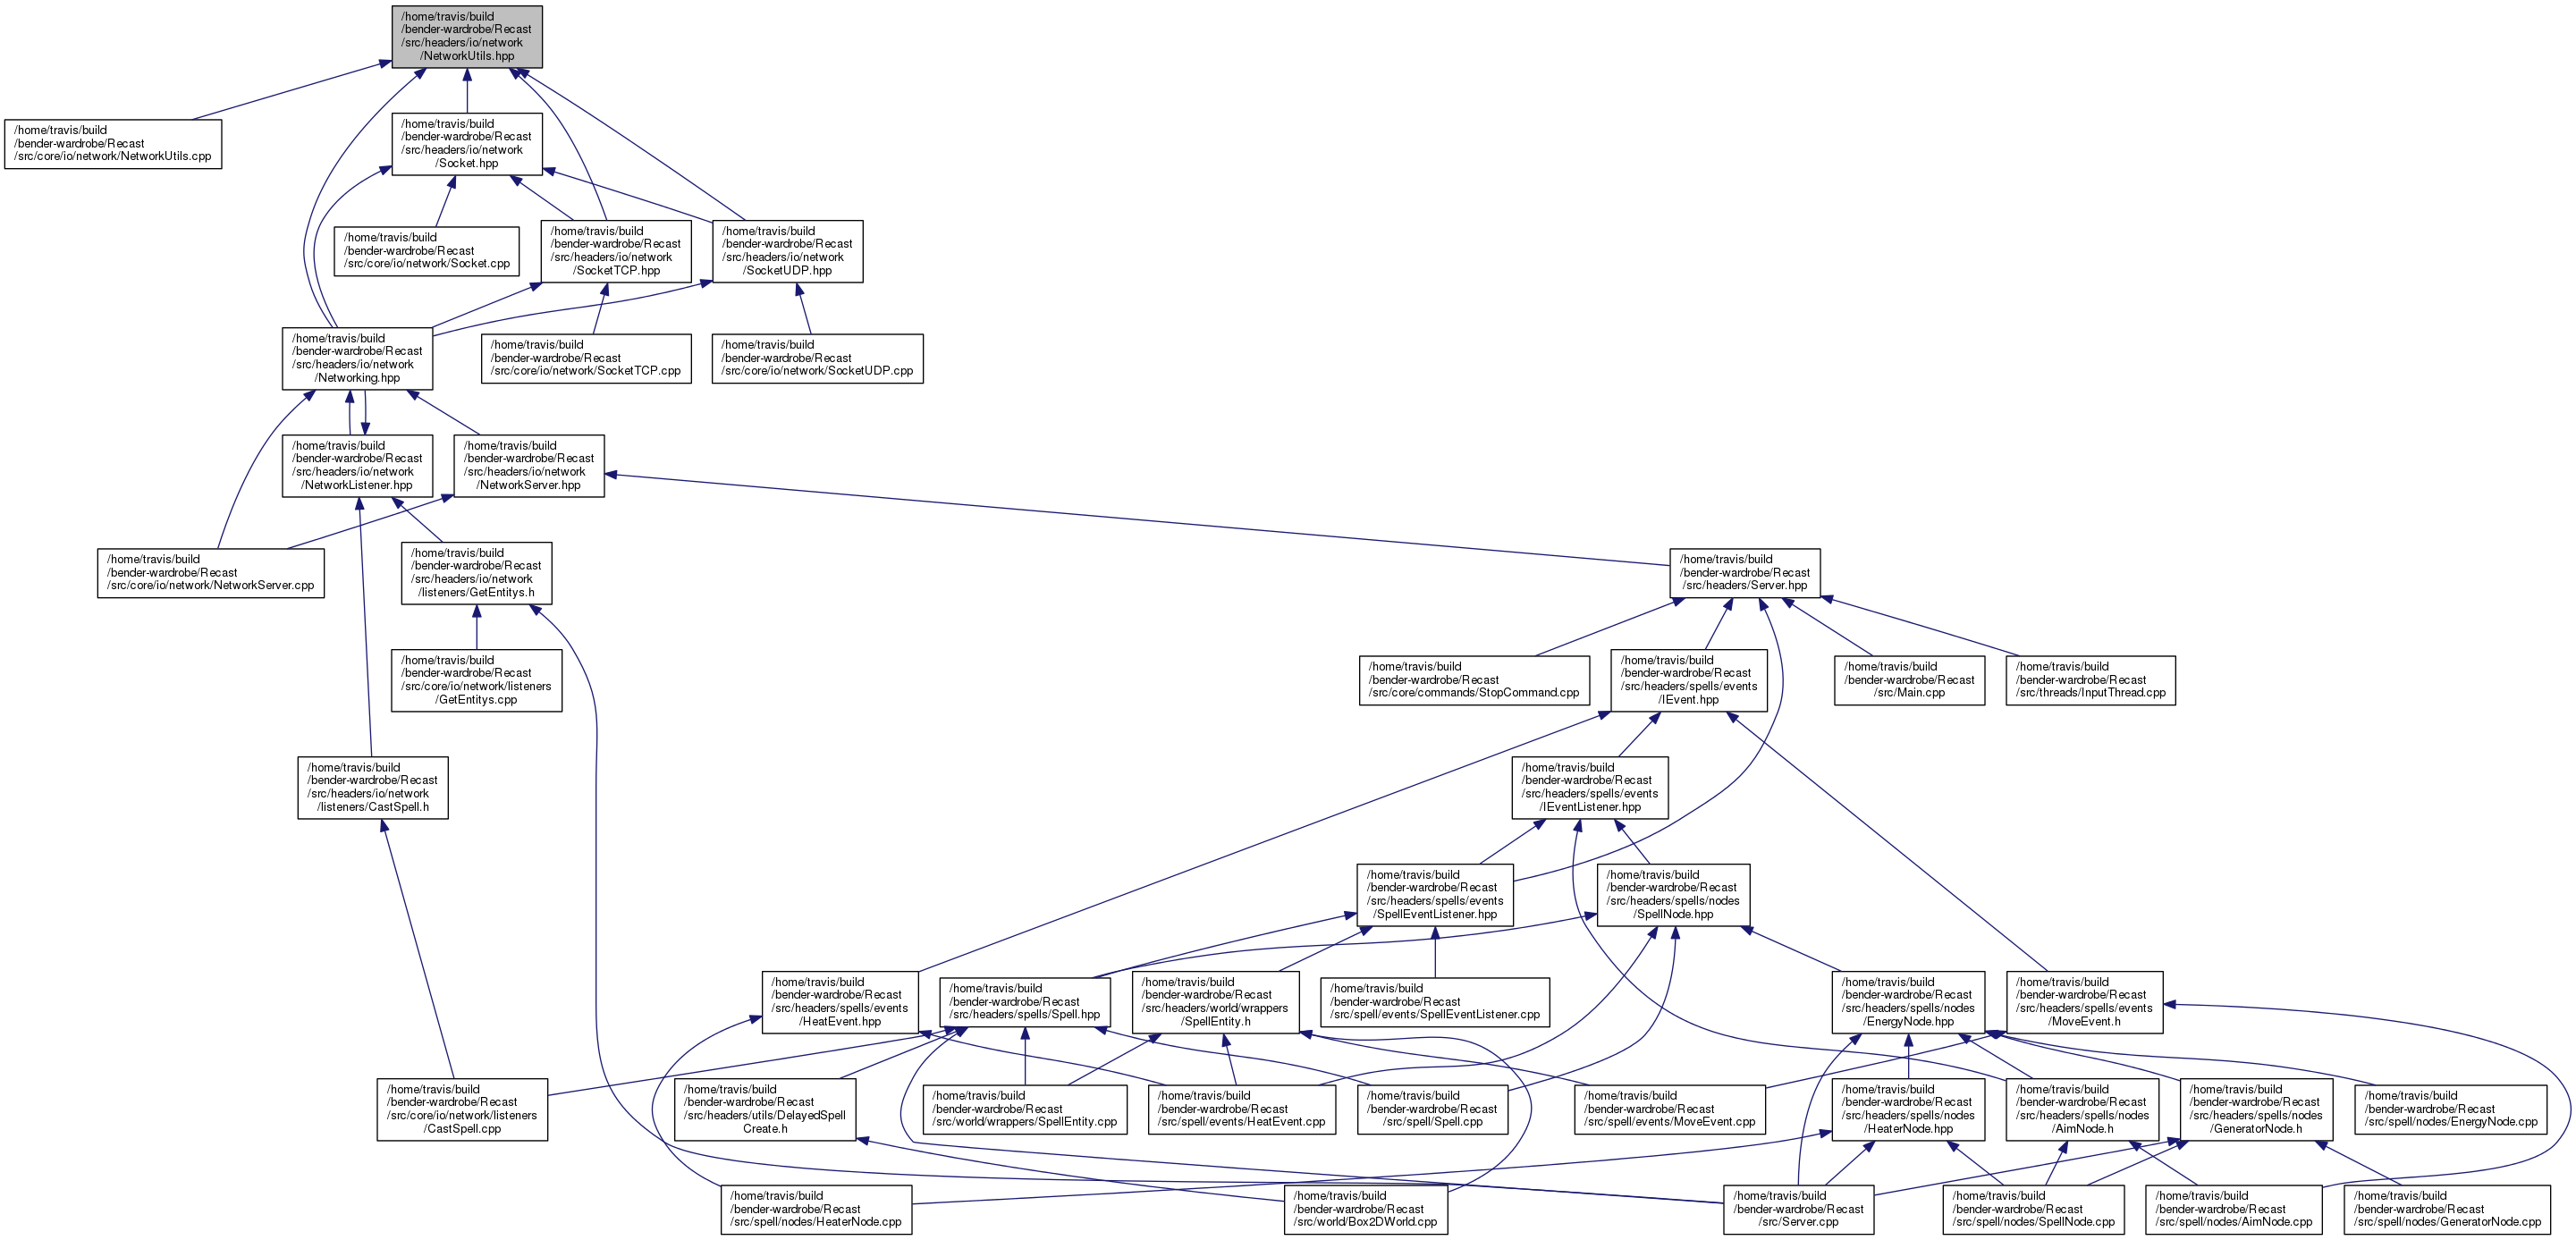 /home/travis/build
/bender-wardrobe/Recast
/src/headers/io/network
/NetworkUtils.hpp
/home/travis/build
/bender-wardrobe/Recast
/src/core/io/network/NetworkUtils.cpp
/home/travis/build
/bender-wardrobe/Recast
/src/headers/io/network
/Socket.hpp
/home/travis/build
/bender-wardrobe/Recast
/src/core/io/network/Socket.cpp
/home/travis/build
/bender-wardrobe/Recast
/src/headers/io/network
/SocketTCP.hpp
/home/travis/build
/bender-wardrobe/Recast
/src/headers/io/network
/SocketUDP.hpp
/home/travis/build
/bender-wardrobe/Recast
/src/headers/io/network
/Networking.hpp
/home/travis/build
/bender-wardrobe/Recast
/src/core/io/network/SocketTCP.cpp
/home/travis/build
/bender-wardrobe/Recast
/src/core/io/network/SocketUDP.cpp
/home/travis/build
/bender-wardrobe/Recast
/src/headers/io/network
/NetworkListener.hpp
/home/travis/build
/bender-wardrobe/Recast
/src/headers/io/network
/NetworkServer.hpp
/home/travis/build
/bender-wardrobe/Recast
/src/core/io/network/NetworkServer.cpp
/home/travis/build
/bender-wardrobe/Recast
/src/headers/io/network
/listeners/GetEntitys.h
/home/travis/build
/bender-wardrobe/Recast
/src/headers/Server.hpp
/home/travis/build
/bender-wardrobe/Recast
/src/core/io/network/listeners
/GetEntitys.cpp
/home/travis/build
/bender-wardrobe/Recast
/src/core/commands/StopCommand.cpp
/home/travis/build
/bender-wardrobe/Recast
/src/headers/spells/events
/IEvent.hpp
/home/travis/build
/bender-wardrobe/Recast
/src/Main.cpp
/home/travis/build
/bender-wardrobe/Recast
/src/threads/InputThread.cpp
/home/travis/build
/bender-wardrobe/Recast
/src/headers/io/network
/listeners/CastSpell.h
/home/travis/build
/bender-wardrobe/Recast
/src/headers/spells/events
/IEventListener.hpp
/home/travis/build
/bender-wardrobe/Recast
/src/headers/spells/events
/SpellEventListener.hpp
/home/travis/build
/bender-wardrobe/Recast
/src/headers/spells/nodes
/SpellNode.hpp
/home/travis/build
/bender-wardrobe/Recast
/src/headers/spells/events
/HeatEvent.hpp
/home/travis/build
/bender-wardrobe/Recast
/src/headers/spells/Spell.hpp
/home/travis/build
/bender-wardrobe/Recast
/src/headers/world/wrappers
/SpellEntity.h
/home/travis/build
/bender-wardrobe/Recast
/src/spell/events/SpellEventListener.cpp
/home/travis/build
/bender-wardrobe/Recast
/src/headers/spells/nodes
/EnergyNode.hpp
/home/travis/build
/bender-wardrobe/Recast
/src/headers/spells/events
/MoveEvent.h
/home/travis/build
/bender-wardrobe/Recast
/src/core/io/network/listeners
/CastSpell.cpp
/home/travis/build
/bender-wardrobe/Recast
/src/headers/utils/DelayedSpell
Create.h
/home/travis/build
/bender-wardrobe/Recast
/src/world/wrappers/SpellEntity.cpp
/home/travis/build
/bender-wardrobe/Recast
/src/spell/events/HeatEvent.cpp
/home/travis/build
/bender-wardrobe/Recast
/src/spell/Spell.cpp
/home/travis/build
/bender-wardrobe/Recast
/src/spell/events/MoveEvent.cpp
/home/travis/build
/bender-wardrobe/Recast
/src/headers/spells/nodes
/HeaterNode.hpp
/home/travis/build
/bender-wardrobe/Recast
/src/headers/spells/nodes
/AimNode.h
/home/travis/build
/bender-wardrobe/Recast
/src/headers/spells/nodes
/GeneratorNode.h
/home/travis/build
/bender-wardrobe/Recast
/src/spell/nodes/EnergyNode.cpp
/home/travis/build
/bender-wardrobe/Recast
/src/spell/nodes/HeaterNode.cpp
/home/travis/build
/bender-wardrobe/Recast
/src/world/Box2DWorld.cpp
/home/travis/build
/bender-wardrobe/Recast
/src/Server.cpp
/home/travis/build
/bender-wardrobe/Recast
/src/spell/nodes/SpellNode.cpp
/home/travis/build
/bender-wardrobe/Recast
/src/spell/nodes/AimNode.cpp
/home/travis/build
/bender-wardrobe/Recast
/src/spell/nodes/GeneratorNode.cpp